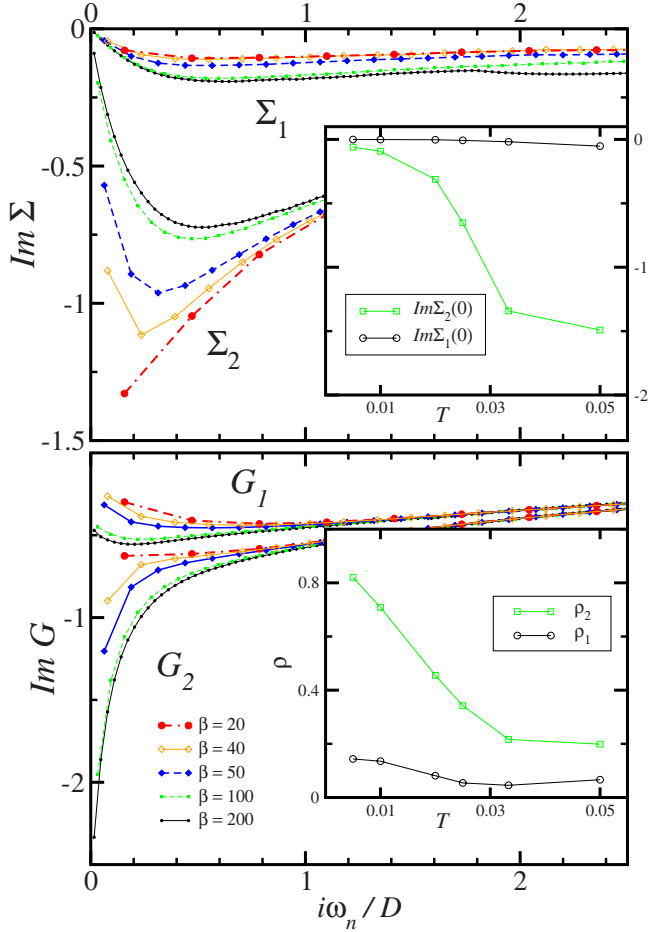 0 1 2
0
-0.5
-1
-1.5
Im Σ
Σ₁
Σ₂
0
-1
-2
ImΣ₂(0)
ImΣ₁(0)
0.01 0.03 0.05
T
G₁
G₂
-1
-2
Im G
β = 20
β = 40
β = 50
β = 100
β = 200
0.8
0.4
0
ρ
ρ₂
ρ₁
0.01 0.03 0.05
T
0 1 2
iωₙ/D